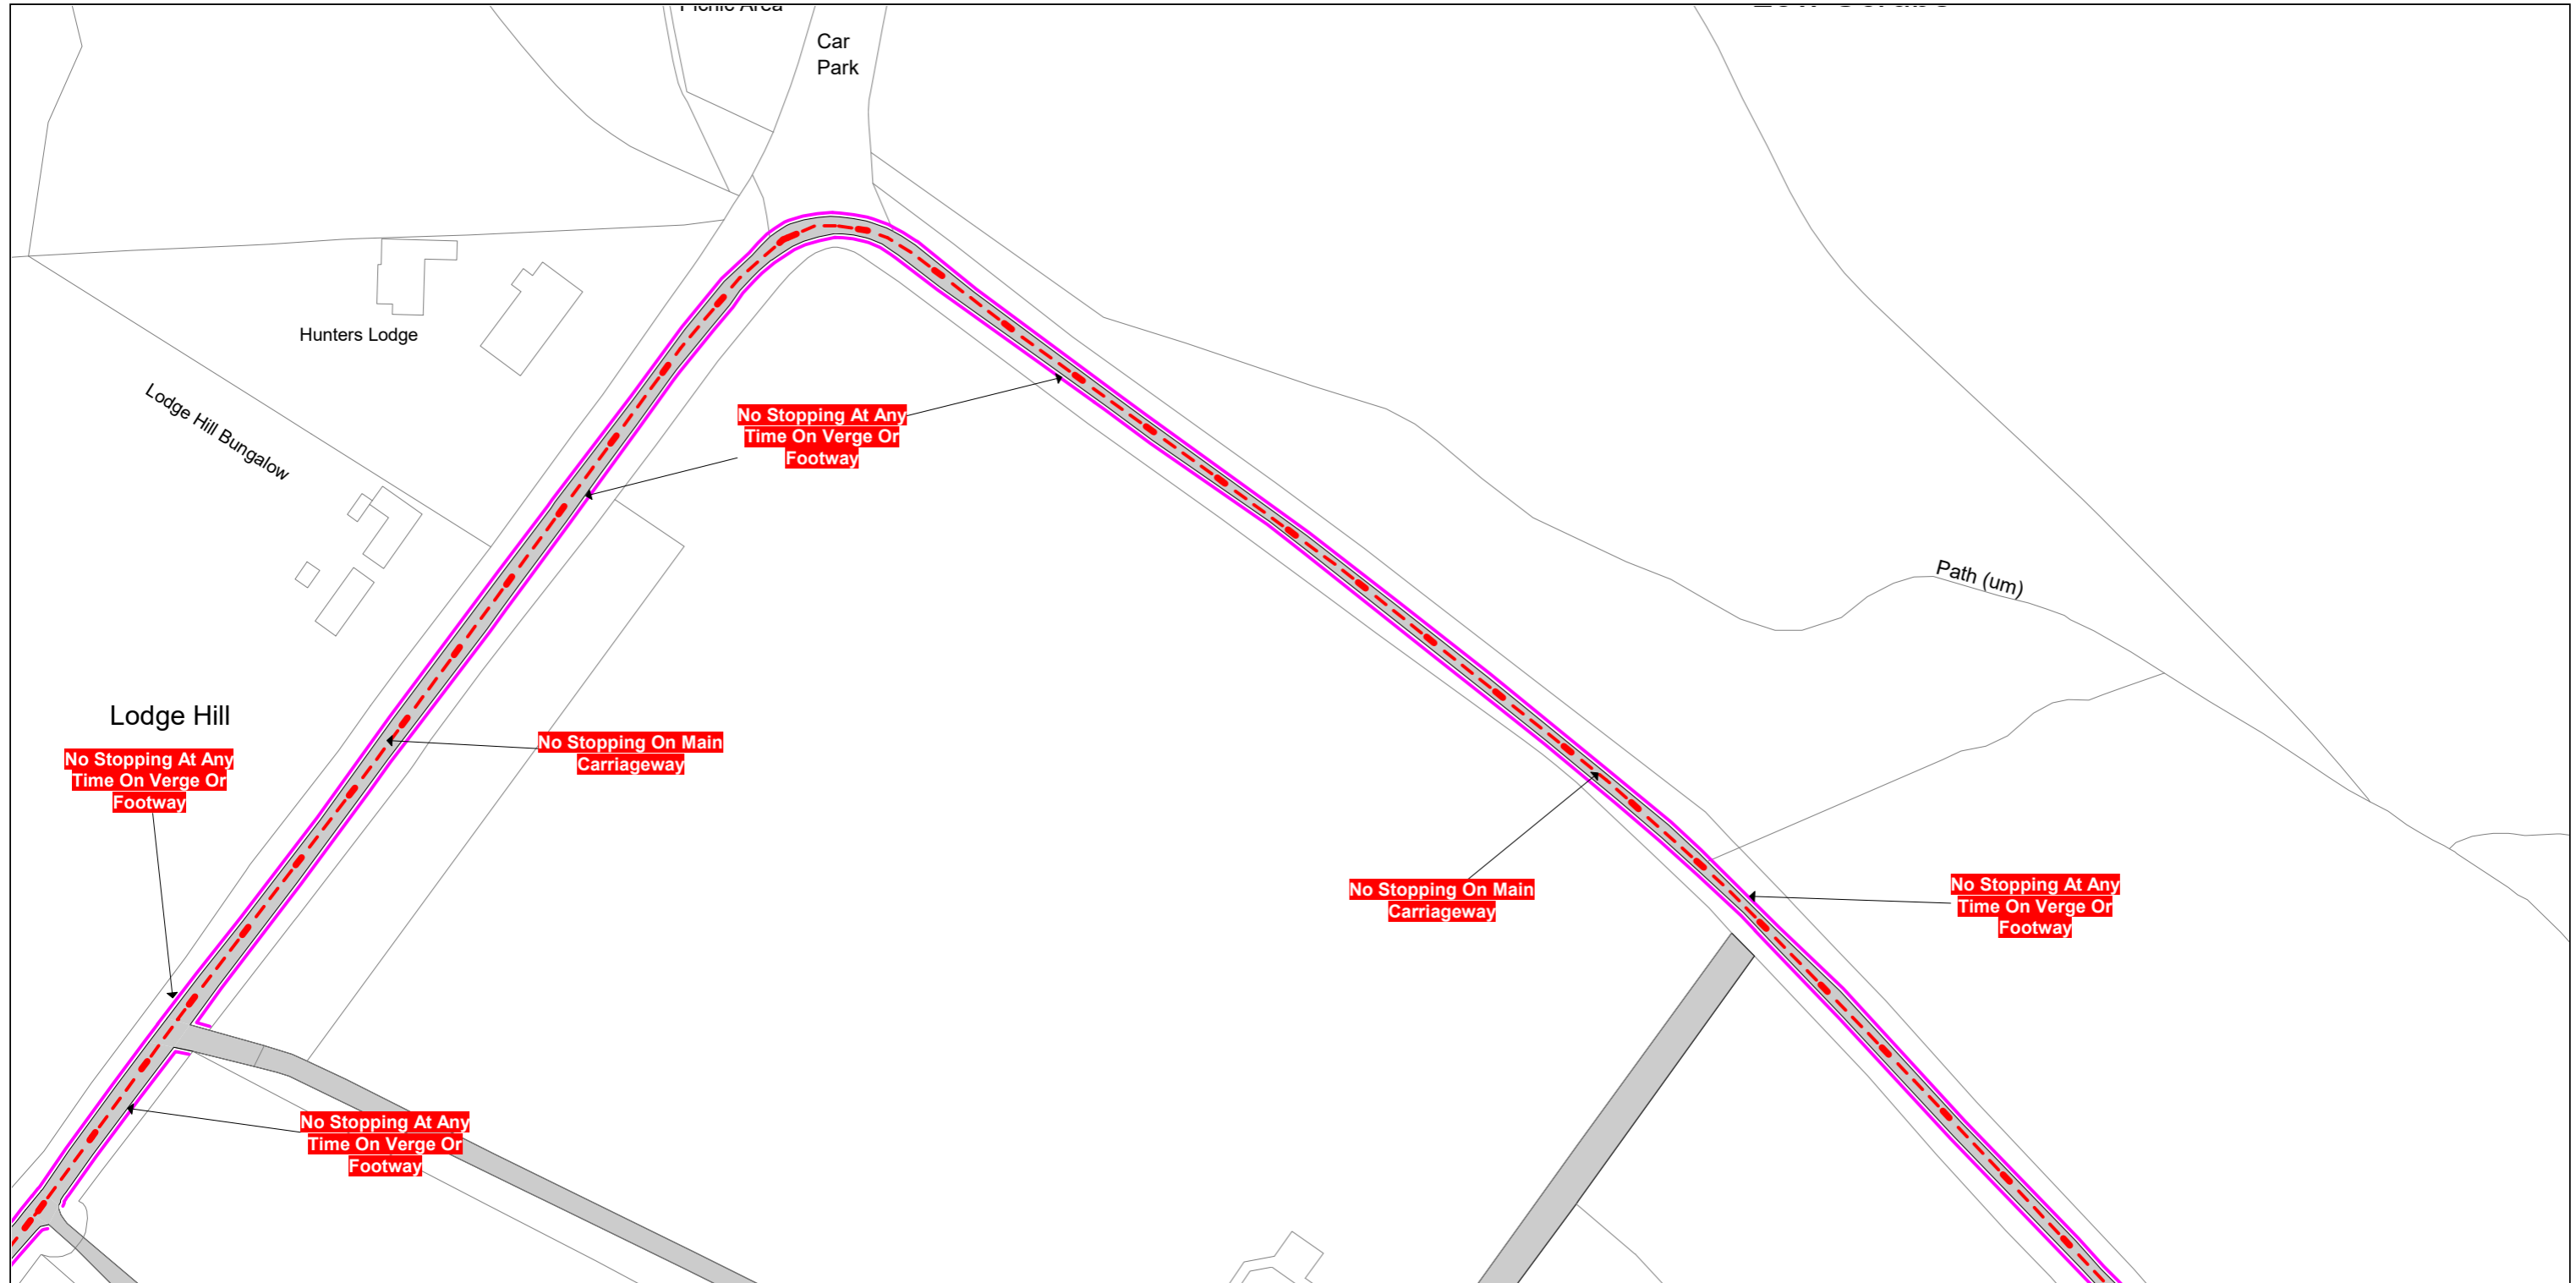 Picnic Area
Car
Park
Hunters Lodge
Lodge Hill Bungalow
No Stopping At Any
Time On Verge Or
Footway
Path (um)
Lodge Hill
No Stopping At Any
Time On Verge Or
Footway
No Stopping On Main
Carriageway
No Stopping On Main
Carriageway
No Stopping At Any
Time On Verge Or
Footway
No Stopping At Any
Time On Verge Or
Footway